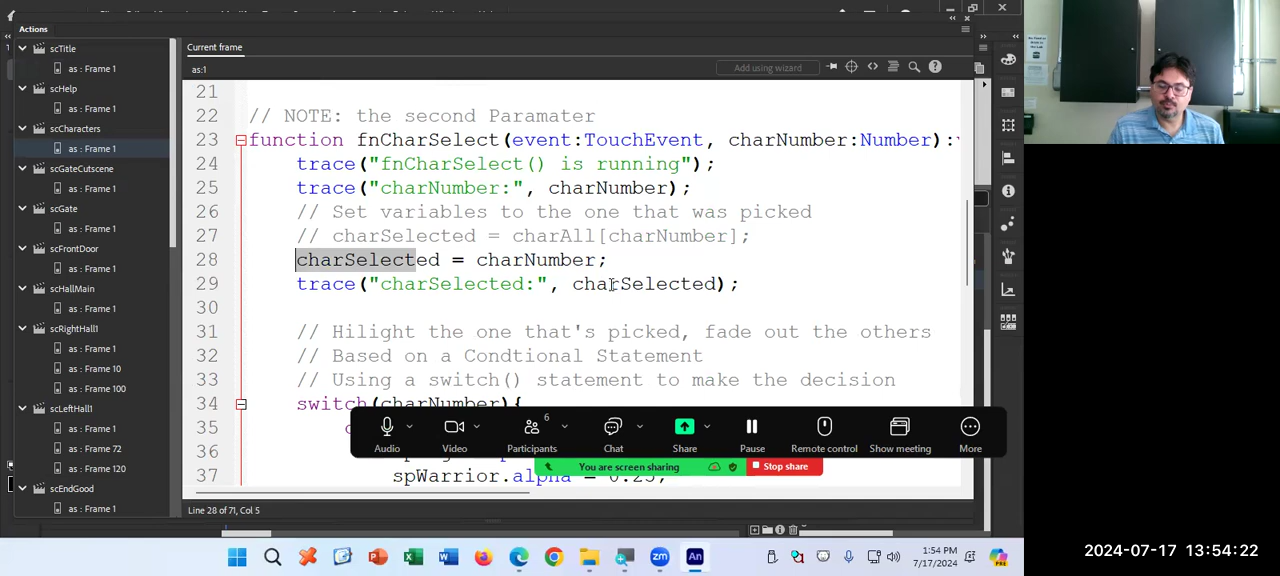 Actions
scTitle
as : Frame 1
scHelp
as : Frame 1
scCharacters
as : Frame 1
scGateCutscene
as : Frame 1
scGate
as : Frame 1
scFrontDoor
as : Frame 1
scHallMain
as : Frame 1
scRightHall1
as : Frame 1
as : Frame 10
as : Frame 100
scLeftHall1
as : Frame 1
as : Frame 72
as : Frame 120
scEndGood
as : Frame 1
Current frame
as:1
Add using wizard
21
22 // NOTE: the second Paramater
23 function fnCharSelect(event:TouchEvent, charNumber:Number):
24 trace("fnCharSelect() is running");
25 trace("charNumber:", charNumber);
26 // Set variables to the one that was picked
27 // charSelected = charAll[charNumber];
28 charSelected = charNumber;
29 trace("charSelected:", charSelected);
30
31 // Hilight the one that's picked, fade out the others
32 // Based on a Condtional Statement
33 // Using a switch() statement to make the decision
34 switch(charNumber){
35
36
37 spWarrior.alpha = 0.25;
Audio
Video
6
Participants
Chat
Share
Pause
Remote control
Show meeting
More
You are screen sharing
Stop share
Line 28 of 71, Col 5
zm
An
1:54 PM
7/17/2024
2024-07-17 13:54:22